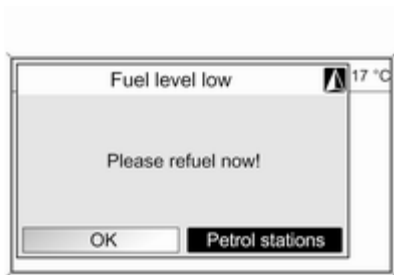 Fuel level low
17 °C
Please refuel now!
OK
Petrol stations